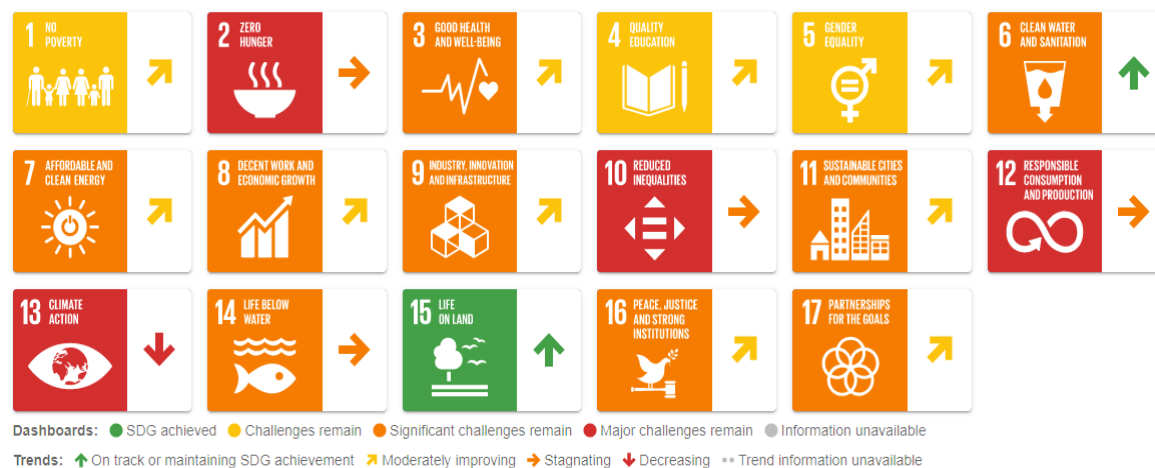 1 NO
POVERTY
2 ZERO
HUNGER
3 GOOD HEALTH
AND WELL-BEING
4 QUALITY
EDUCATION
5 GENDER
EQUALITY
6 CLEAN WATER
AND SANITATION
7 AFFORDABLE AND
CLEAN ENERGY
8 DECENT WORK AND
ECONOMIC GROWTH
9 INDUSTRY, INNOVATION
AND INFRASTRUCTURE
10 REDUCED
INEQUALITIES
11 SUSTAINABLE CITIES
AND COMMUNITIES
12 RESPONSIBLE
CONSUMPTION
AND PRODUCTION
13 CLIMATE
ACTION
14 LIFE BELOW
WATER
15 LIFE
ON LAND
16 PEACE, JUSTICE
AND STRONG
INSTITUTIONS
17 PARTNERSHIPS
FOR THE GOALS
Dashboards: SDG achieved Challenges remain Significant challenges remain Major challenges remain Information unavailable
Trends: On track or maintaining SDG achievement Moderately improving Stagnating Decreasing Trend information unavailable